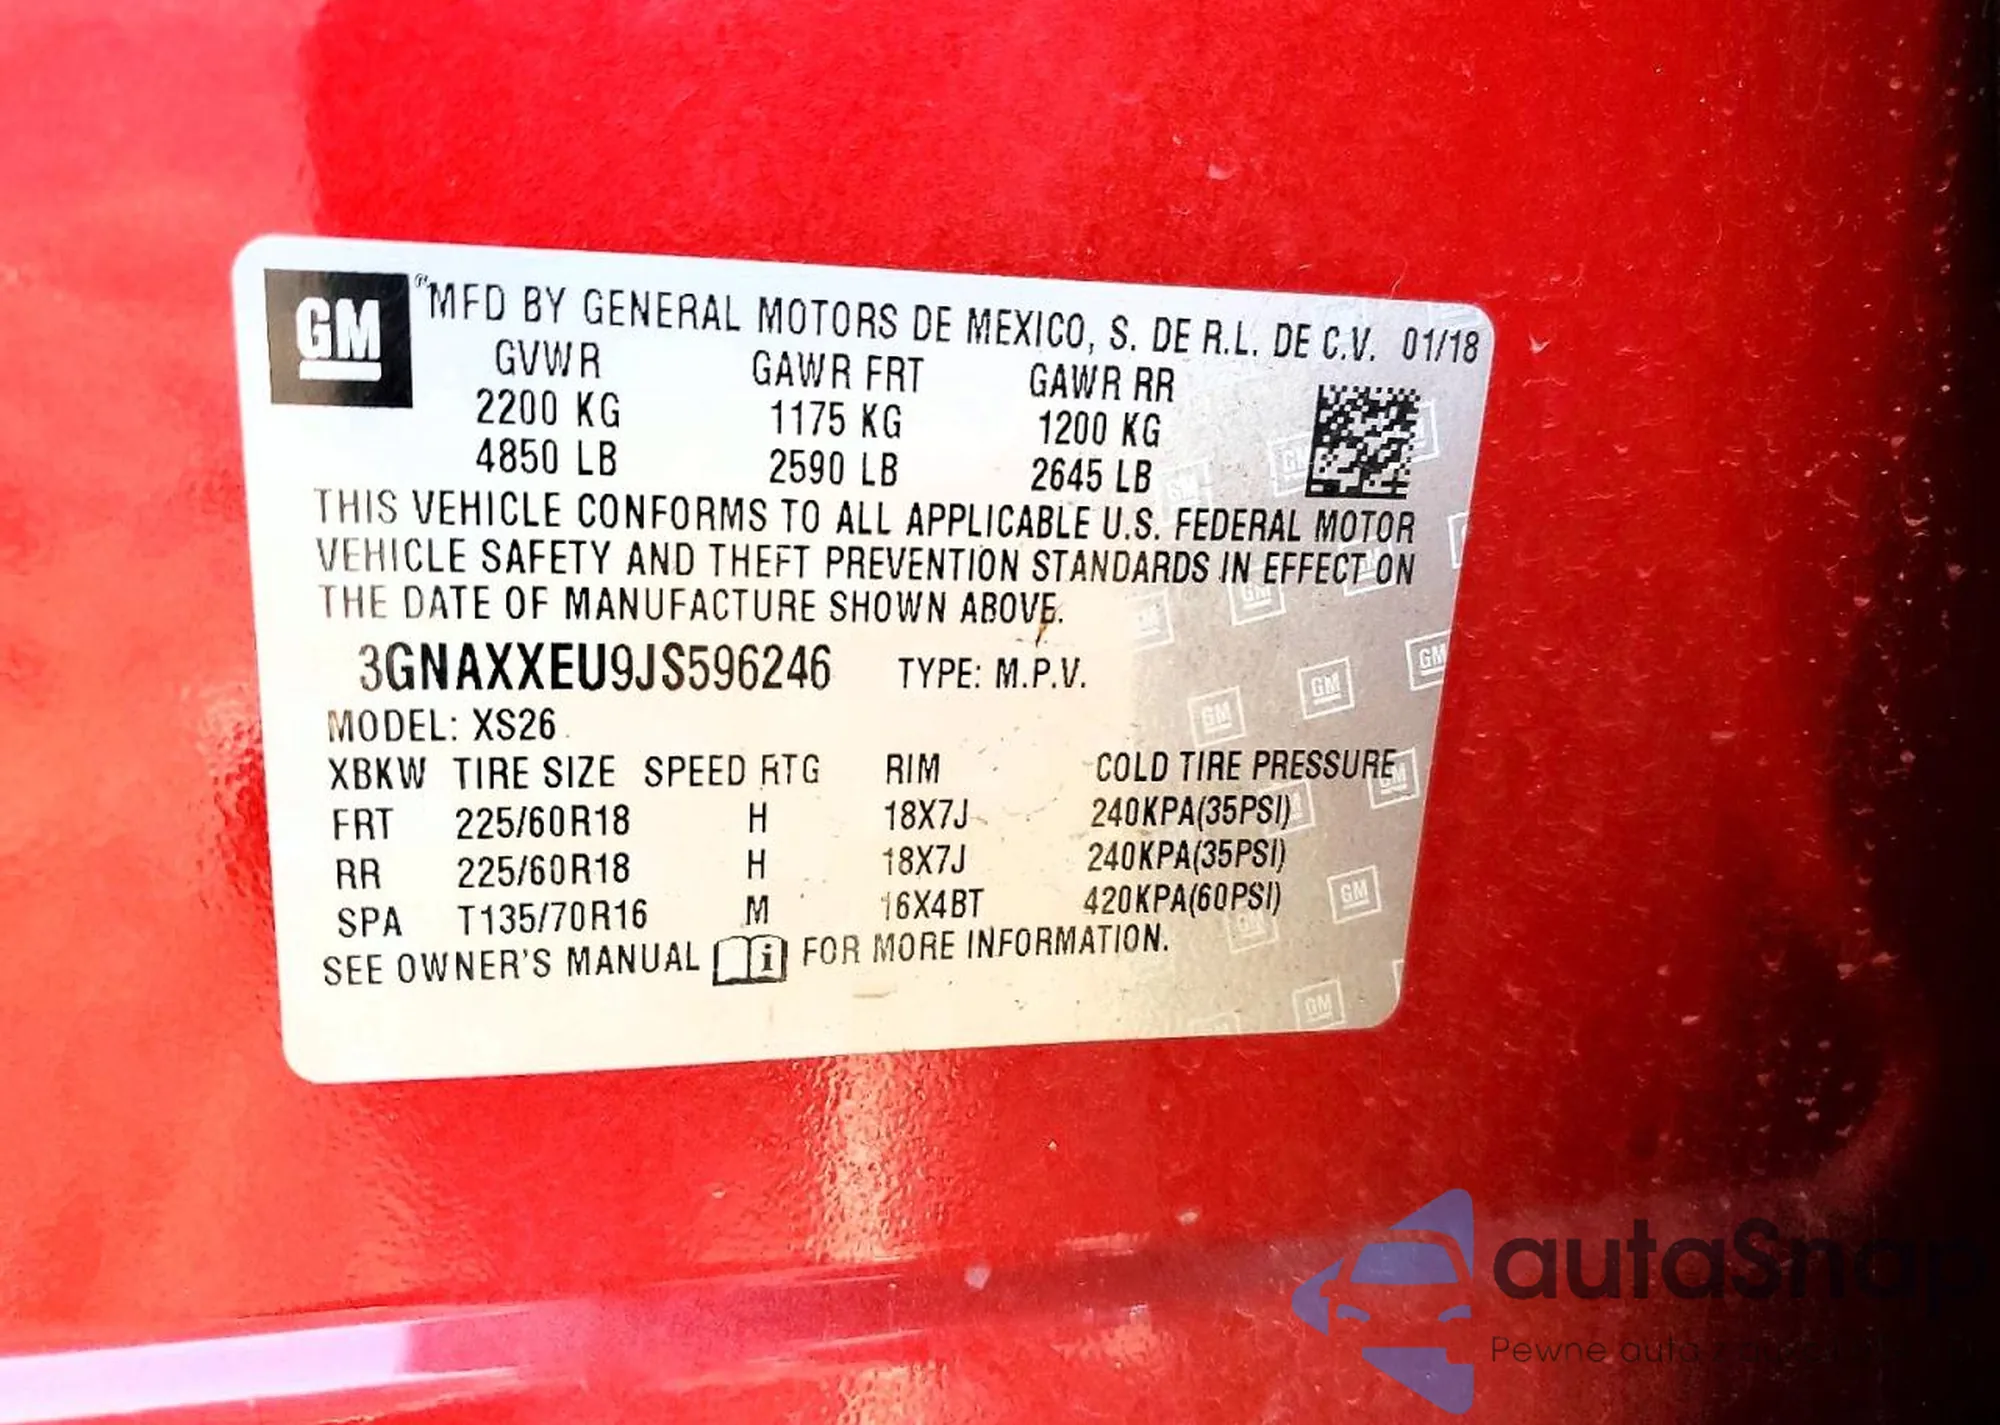 GM ®MFD BY GENERAL MOTORS DE MEXICO, S. DE R.L. DE C.V. 01/18
GVWR GAWR FRT GAWR RR
2200 KG 1175 KG 1200 KG
4850 LB 2590 LB 2645 LB
THIS VEHICLE CONFORMS TO ALL APPLICABLE U.S. FEDERAL MOTOR
VEHICLE SAFETY AND THEFT PREVENTION STANDARDS IN EFFECT ON
THE DATE OF MANUFACTURE SHOWN ABOVE.
3GNAXXEU9JS596246 TYPE: M.P.V.
MODEL: XS26
XBKW TIRE SIZE SPEED RTG RIM COLD TIRE PRESSURE
FRT 225/60R18 H 18X7J 240KPA(35PSI)
RR 225/60R18 H 18X7J 240KPA(35PSI)
SPA T135/70R16 M 16X4BT 420KPA(60PSI)
SEE OWNER'S MANUAL i FOR MORE INFORMATION.
autaSnap
Pewne auta z